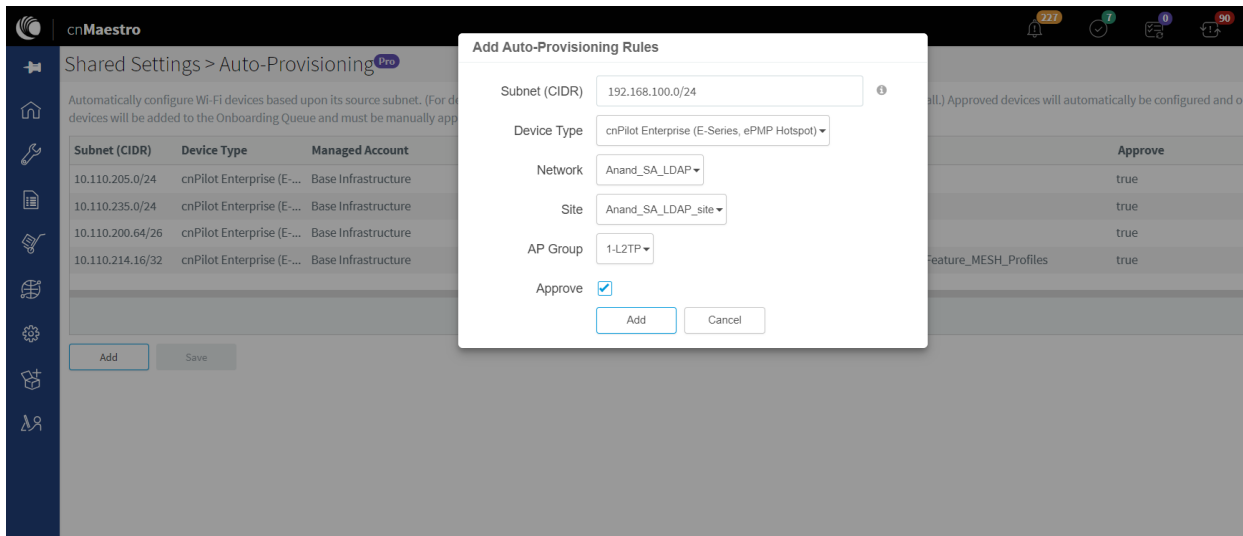 cnMaestro
227
7
0
90
Shared Settings > Auto-Provisioning Pro
Automatically configure Wi-Fi devices based upon its source subnet. (For de
all.) Approved devices will automatically be configured and o
devices will be added to the Onboarding Queue and must be manually app
Subnet (CIDR) Device Type Managed Account Approve
10.110.205.0/24 cnPilot Enterprise (E-... Base Infrastructure true
10.110.235.0/24 cnPilot Enterprise (E-... Base Infrastructure true
10.110.200.64/26 cnPilot Enterprise (E-... Base Infrastructure true
10.110.214.16/32 cnPilot Enterprise (E-... Base Infrastructure Feature_MESH_Profiles true
Add Save
Add Auto-Provisioning Rules
Subnet (CIDR) 192.168.100.0/24
Device Type cnPilot Enterprise (E-Series, ePMP Hotspot)
Network Anand_SA_LDAP
Site Anand_SA_LDAP_site
AP Group 1-L2TP
Approve
Add Cancel